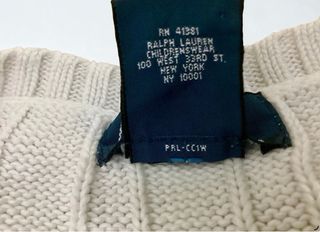 RN 41381
RALPH LAUREN
CHILDRENSWEAR
100 WEST 33RD ST.
NEW YORK
NY 10001
PRL-CC1W